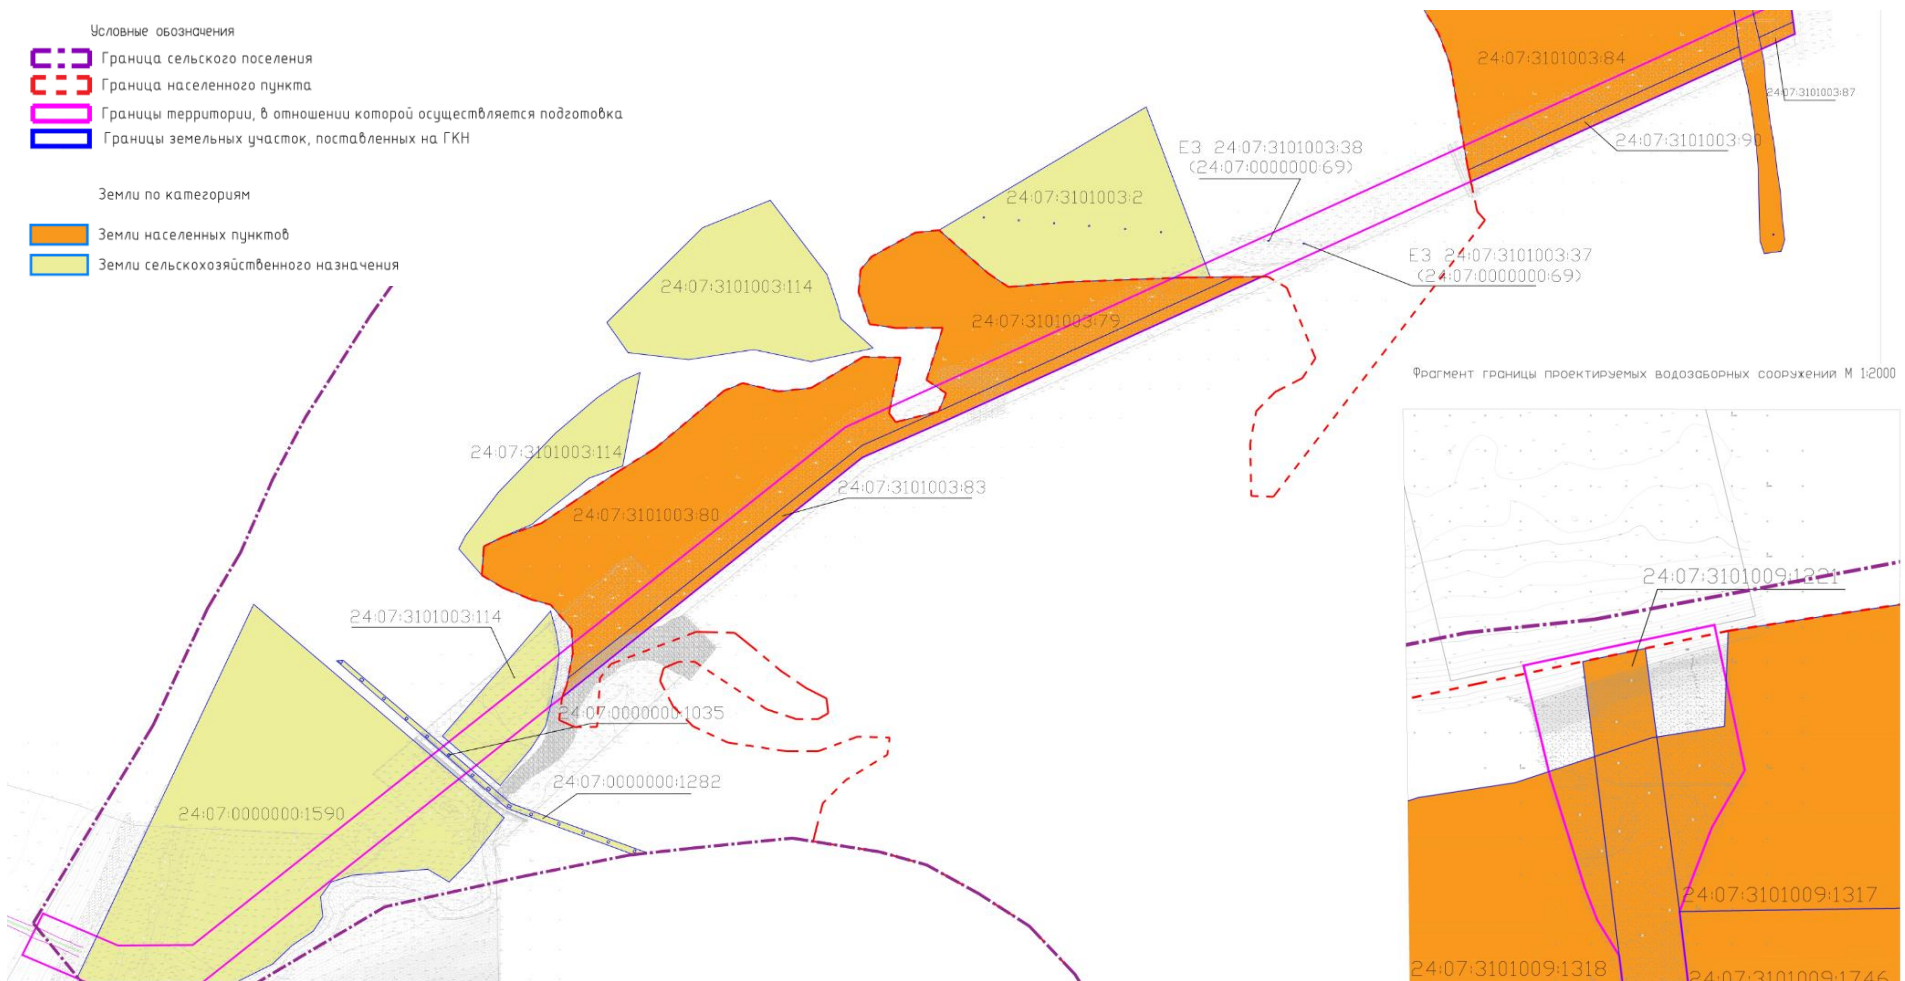 Условные обозначения
Граница сельского поселения
Граница населенного пункта
Границы территории, в отношении которой осуществляется подготовка
Границы земельных участок, поставленных на ГКН
Земли по категориям
Земли населенных пунктов
Земли сельскохозяйственного назначения
24:07:3101003:84
24:07:3101003:87
24:07:3101003:90
ЕЗ 24:07:3101003:38
(24:07:0000000:69)
24:07:3101003:2
ЕЗ 24:07:3101003:37
(24:07:0000000:69)
24:07:3101003:114
24:07:3101003:79
Фрагмент границы проектируемых водозаборных сооружений М 1:2000
24:07:3101003:114
24:07:3101003:83
24:07:3101003:80
24:07:3101009:1221
24:07:3101003:114
24:07:0000000:1035
24:07:0000000:1282
24:07:0000000:1590
24:07:3101009:1317
24:07:3101009:1318
24:07:3101009:1746